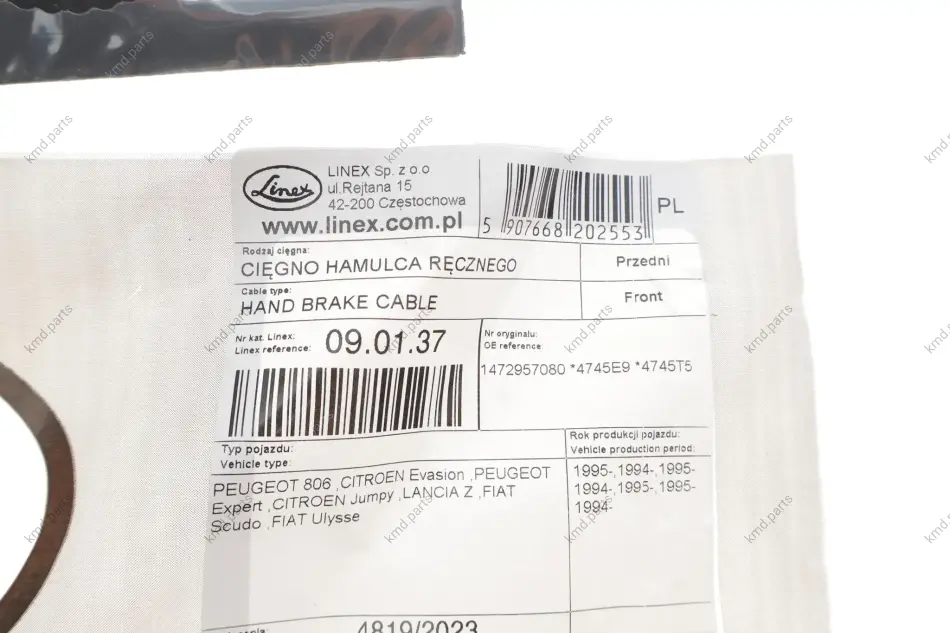 Linex
LINEX Sp. z o.o
ul.Rejtana 15
42-200 Częstochowa
www.linex.com.pl
5 907668 202553
PL
Rodzaj cięgna:
CIĘGNO HAMULCA RĘCZNEGO
Przedni
Cable type:
HAND BRAKE CABLE
Front
Nr kat. Linex:
Linex reference:
09.01.37
Nr oryginalu:
OE reference:
1472957080 *4745E9 *4745T5
Typ pojazdu:
Vehicle type:
Rok produkcji pojazdu:
Vehicle production period:
PEUGEOT 806 ,CITROEN Evasion ,PEUGEOT
Expert ,CITROEN Jumpy ,LANCIA Z ,FIAT
Scudo ,FIAT Ulysse
1995-,1994-,1995-
1994-,1995-,1995-
1994-
4819/2023
kmd.parts